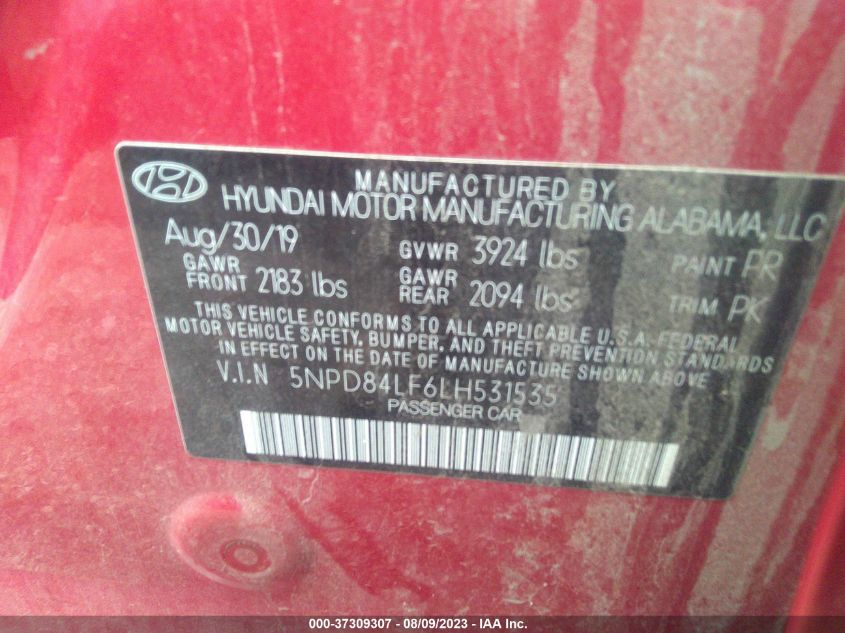 MANUFACTURED BY
HYUNDAI MOTOR MANUFACTURING ALABAMA, LLC
Aug/30/19 GVWR 3924 lbs PAINT PR
GAWR FRONT 2183 lbs GAWR REAR 2094 lbs TRIM PK
THIS VEHICLE CONFORMS TO ALL APPLICABLE U.S.A. FEDERAL
MOTOR VEHICLE SAFETY, BUMPER, AND THEFT PREVENTION STANDARDS
IN EFFECT ON THE DATE OF MANUFACTURE SHOWN ABOVE
V.I.N 5NPD84LF6LH531535
PASSENGER CAR
000-37309307 - 08/09/2023 - IAA Inc.